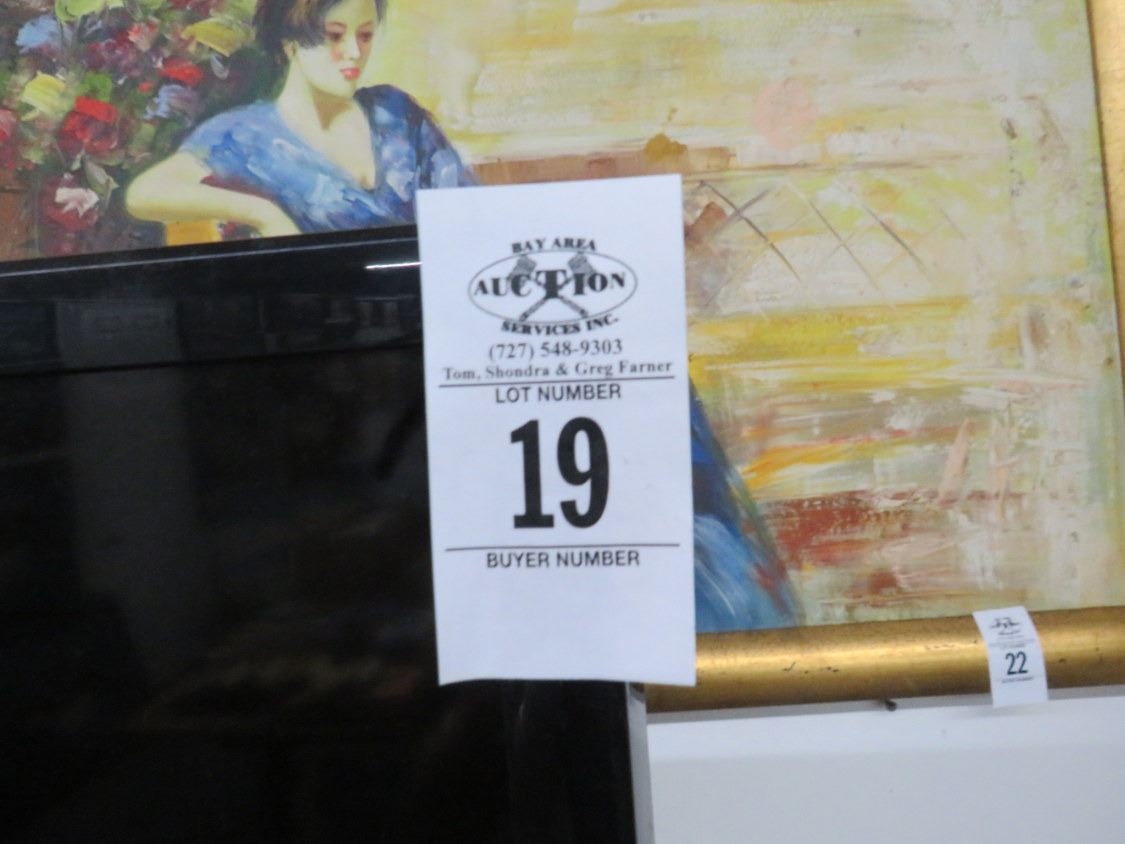 BAY AREA
AUCTION
SERVICES INC.
(727) 548-9303
Tom, Shondra & Greg Farner
LOT NUMBER
19
BUYER NUMBER
22